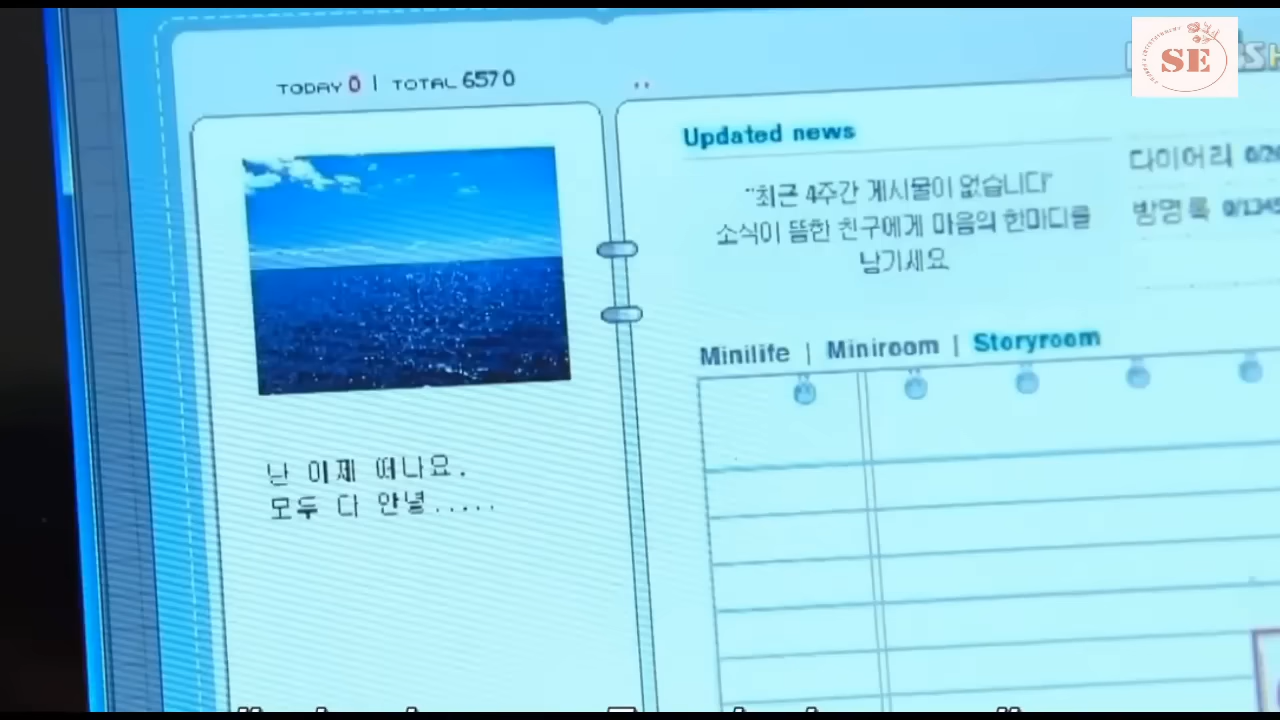 TODAY 0 | TOTAL 6570
SE
Updated news
"최근 4주간 게시물이 없습니다"
소식이 뜸한 친구에게 마음의 한마디를
남기세요
다이어리
방명록
Minilife | Miniroom | Storyroom
난 이제 떠나요.
모두 다 안녕.....